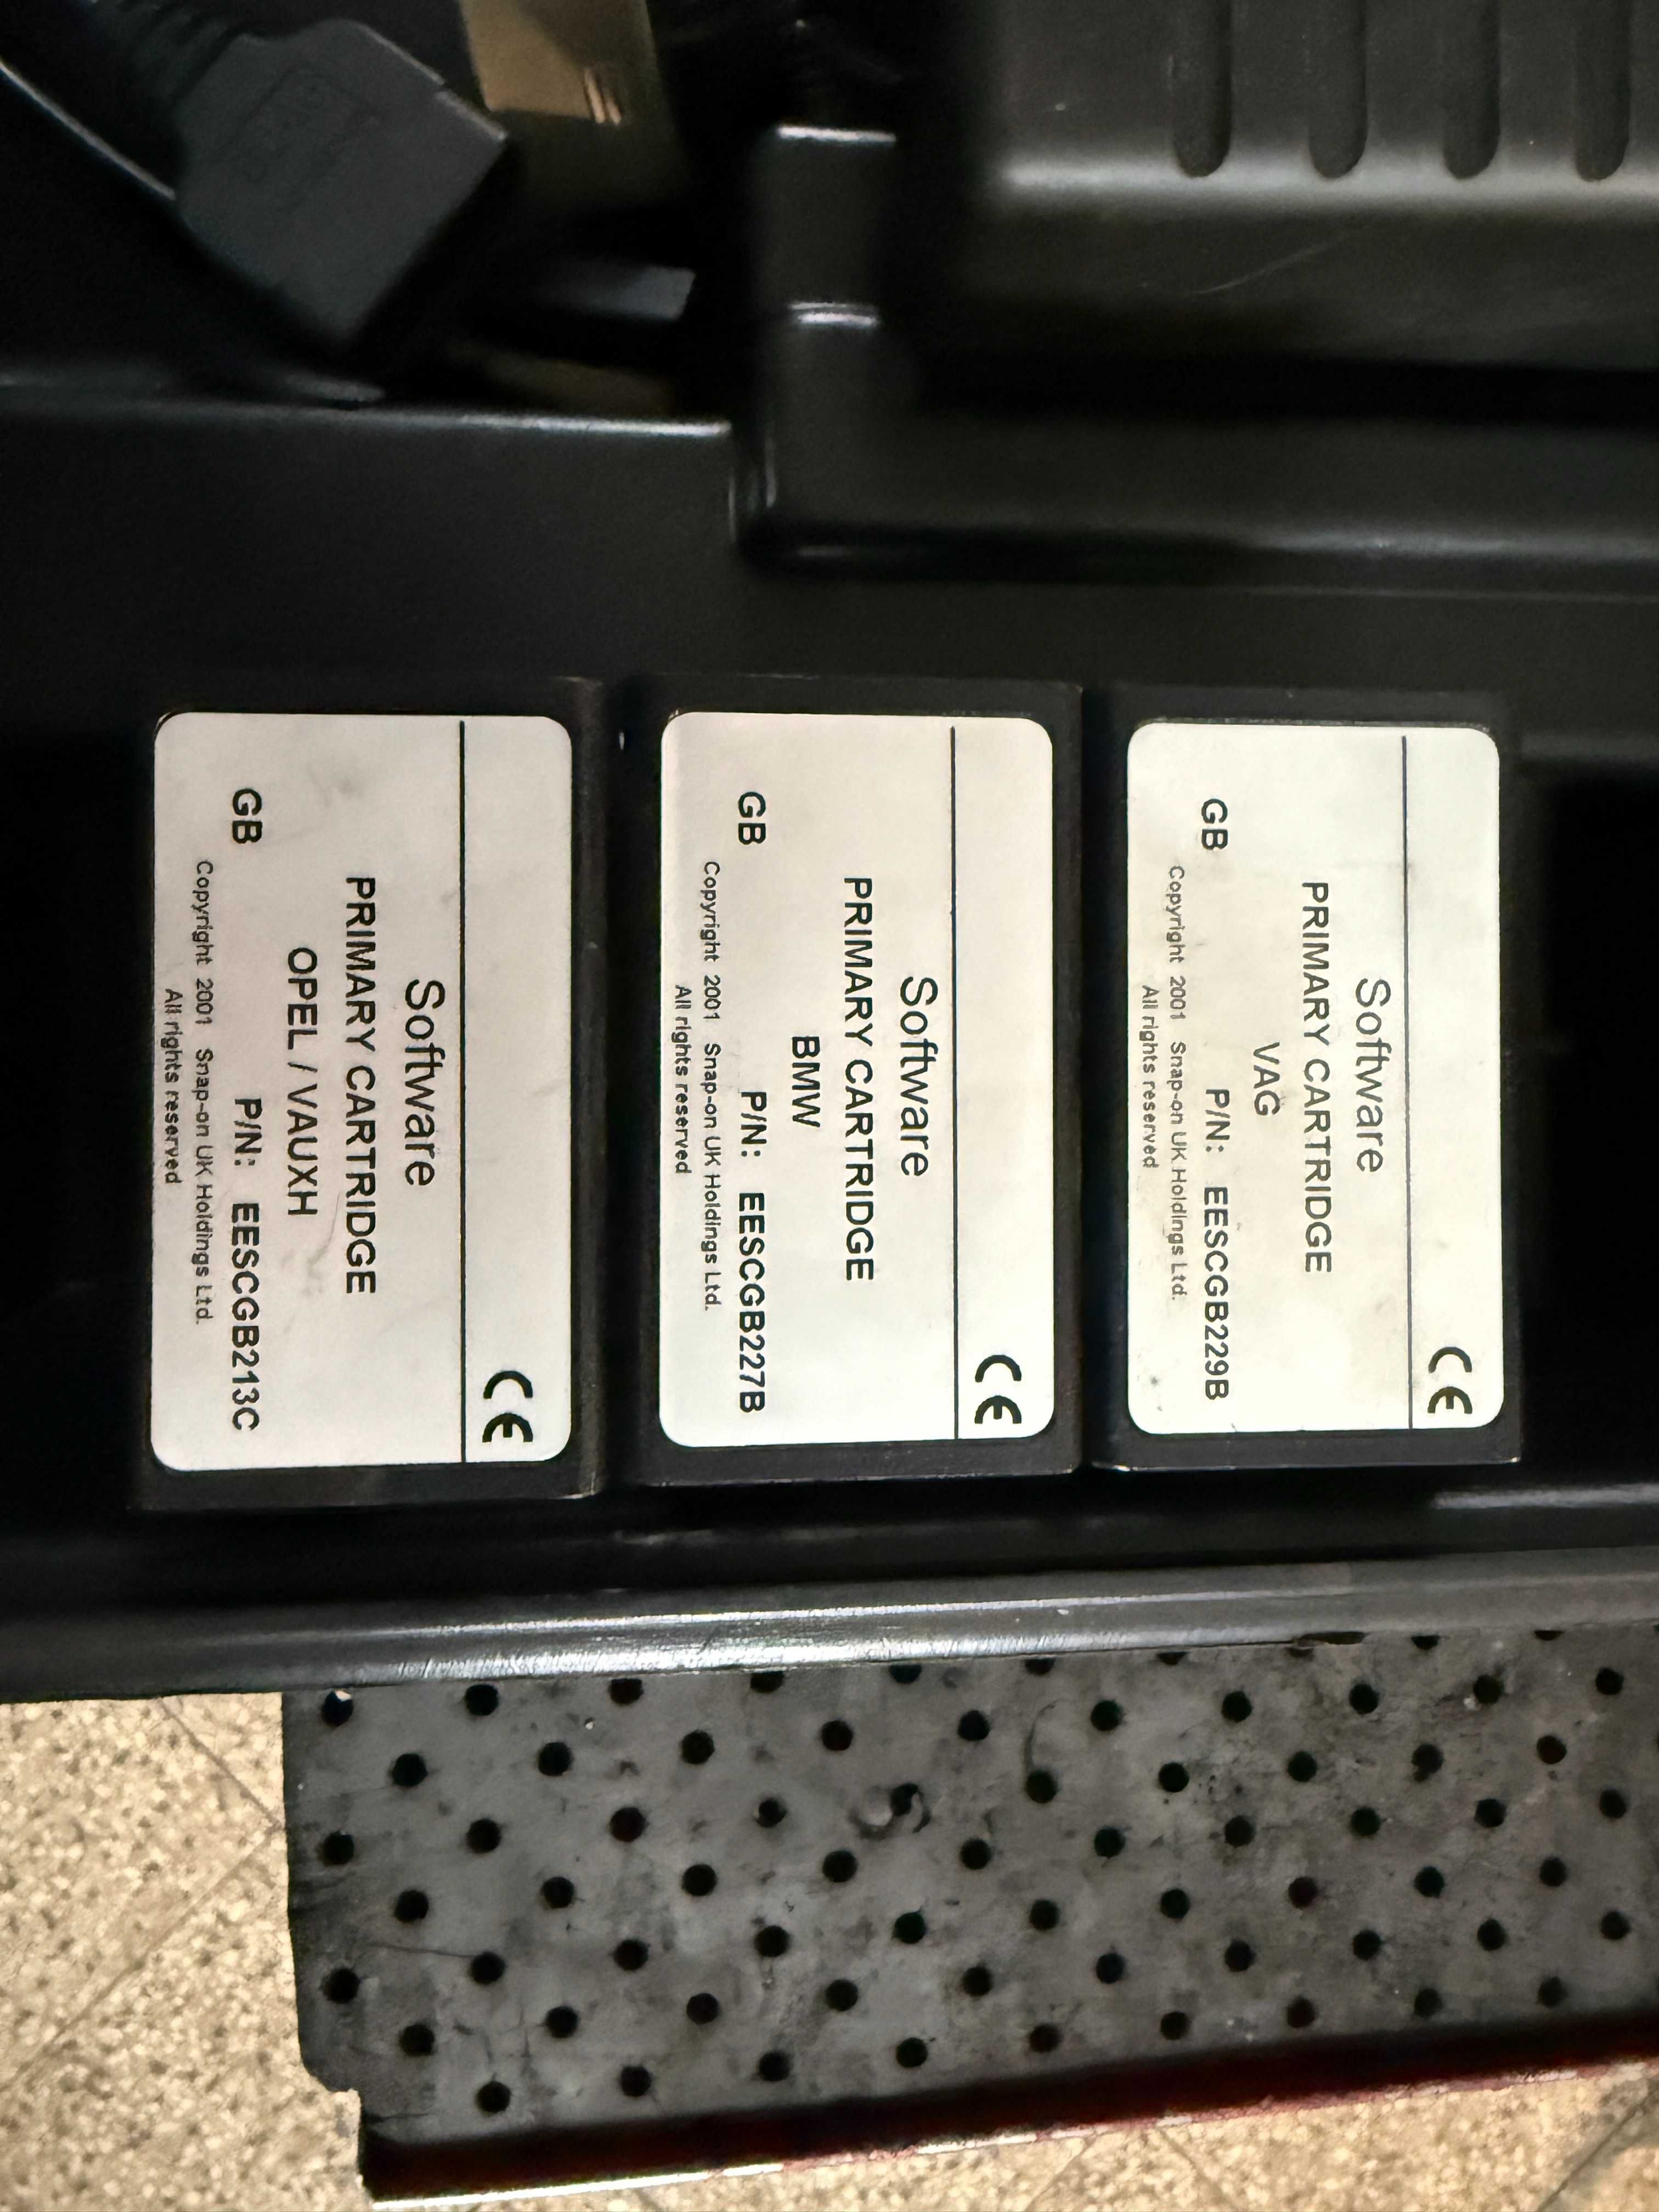 CE
Software
PRIMARY CARTRIDGE
VAG
GB P/N: EESCGB229B
Copyright 2001 Snap-on UK Holdings Ltd.
All rights reserved
CE
Software
PRIMARY CARTRIDGE
BMW
GB P/N: EESCGB227B
Copyright 2001 Snap-on UK Holdings Ltd.
All rights reserved
CE
Software
PRIMARY CARTRIDGE
OPEL / VAUXH
GB P/N: EESCGB213C
Copyright 2001 Snap-on UK Holdings Ltd.
All rights reserved